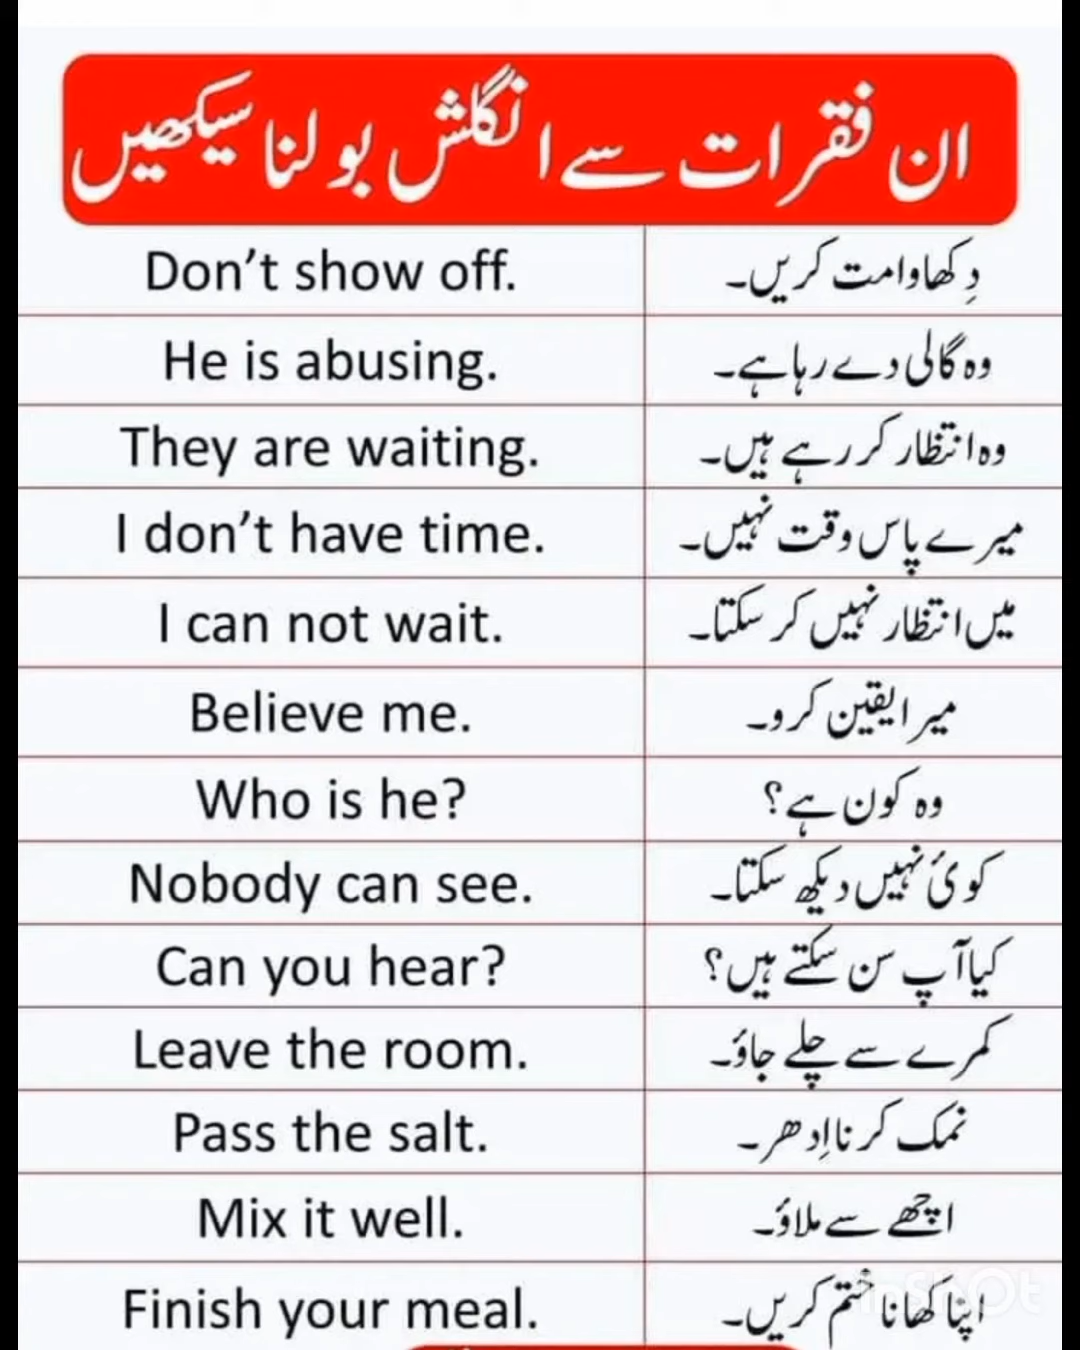 ان فقرات سے انگلش بولنا سیکھیں
Don’t show off. دِکھاوا مت کریں۔
He is abusing. وہ گالی دے رہا ہے۔
They are waiting. وہ انتظار کر رہے ہیں۔
I don’t have time. میرے پاس وقت نہیں۔
I can not wait. میں انتظار نہیں کر سکتا۔
Believe me. میرا یقین کرو۔
Who is he? وہ کون ہے؟
Nobody can see. کوئ نہیں دیکھ سکتا۔
Can you hear? کیا آپ سن سکتے ہیں؟
Leave the room. کمرے سے چلے جاؤ۔
Pass the salt. نمک کرنا اِدھر۔
Mix it well. اچھے سے ملاؤ۔
Finish your meal. اپنا کھانا ختم کریں۔
InShOt